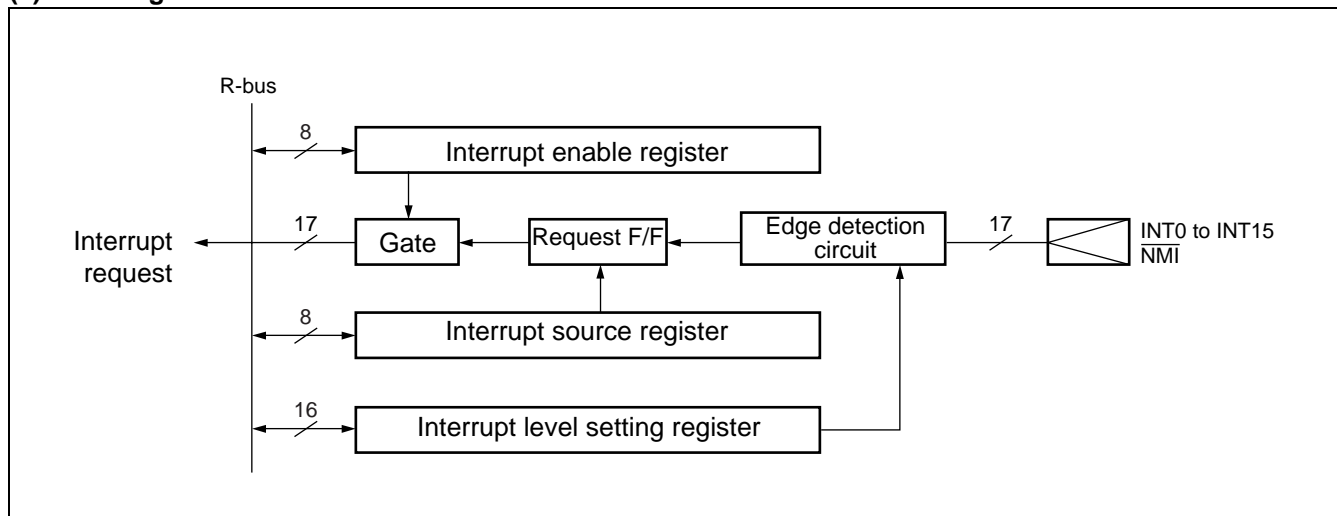 R-bus
8
Interrupt enable register
Interrupt
request
17
Gate
Request F/F
Edge detection
circuit
17
INT0 to INT15
NMI
8
Interrupt source register
16
Interrupt level setting register